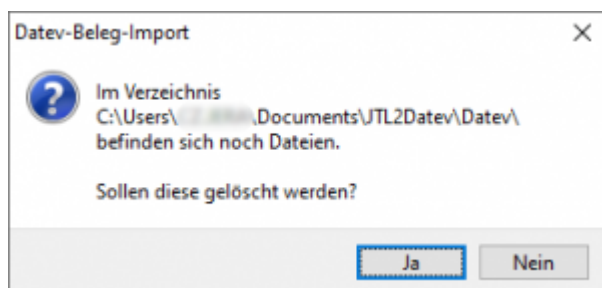 Datev-Beleg-Import
Im Verzeichnis
C:\Users\ \Documents\JTL2Datev\Datev\
befinden sich noch Dateien.
Sollen diese gelöscht werden?
Ja
Nein